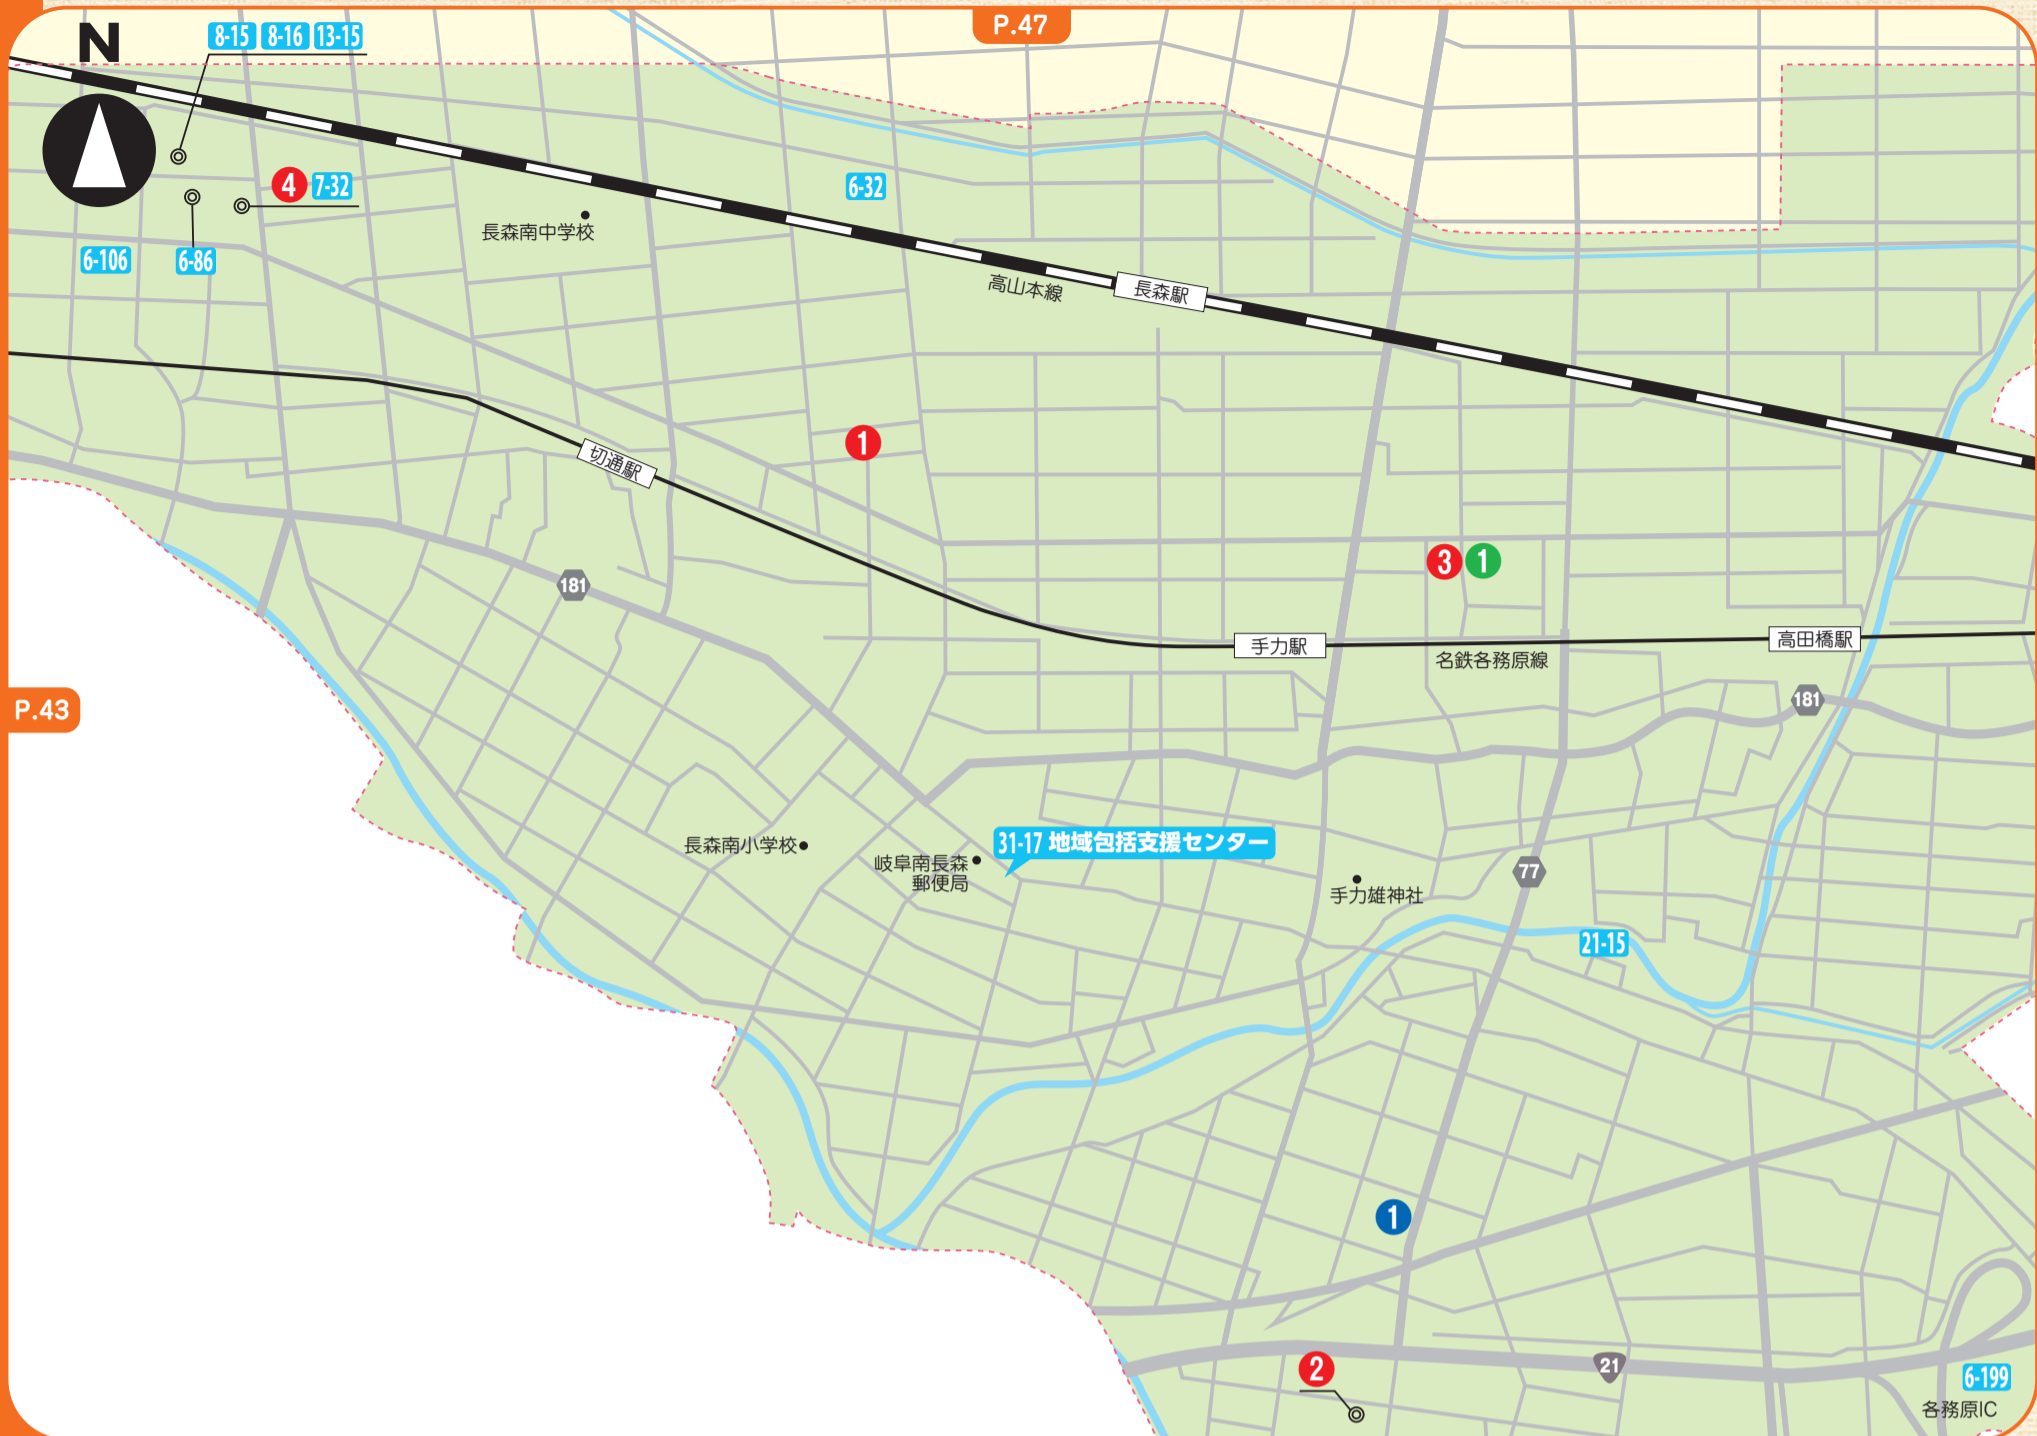 P.47
N
8-15 8-16 13-15
4 7-32
6-32
長森南中学校
6-106
6-86
高山本線
長森駅
1
切通駅
3 1
181
手力駅
名鉄各務原線
高田橋駅
181
P.43
長森南小学校
岐阜南長森
郵便局
31-17 地域包括支援センター
手力雄神社
77
21-15
1
2
21
6-199
各務原IC